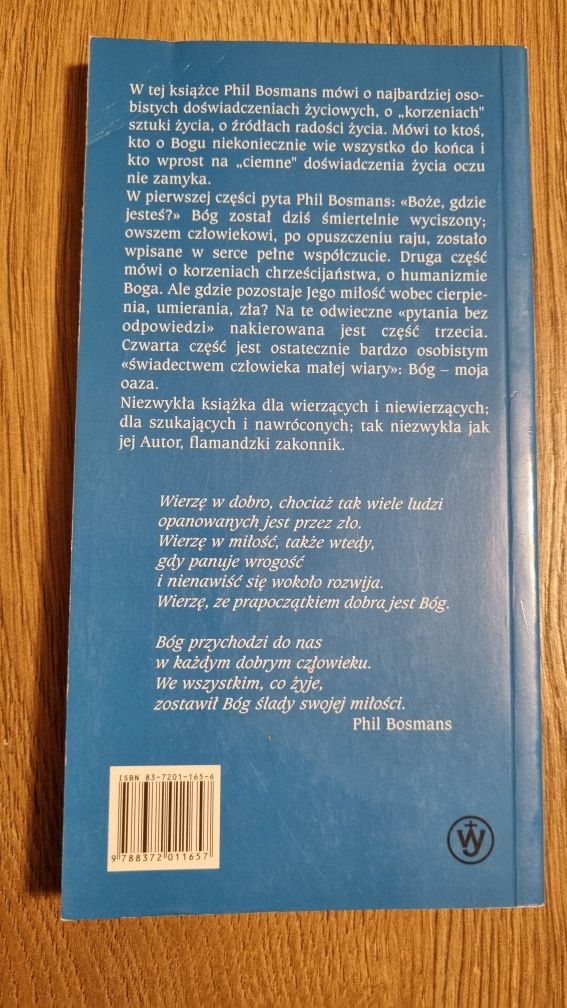 W tej książce Phil Bosmans mówi o najbardziej oso-
bistych doświadczeniach życiowych, o „korzeniach"
sztuki życia, o źródłach radości życia. Mówi to ktoś,
kto o Bogu niekoniecznie wie wszystko do końca i
kto wprost na „ciemne" doświadczenia życia oczu
nie zamyka.
W pierwszej części pyta Phil Bosmans: «Boże, gdzie
jesteś?» Bóg został dziś śmiertelnie wyciszony;
owszem człowiekowi, po opuszczeniu raju, zostało
wpisane w serce pełne współczucie. Druga część
mówi o korzeniach chrześcijaństwa, o humanizmie
Boga. Ale gdzie pozostaje Jego miłość wobec cierpie-
nia, umierania, zła? Na te odwieczne «pytania bez
odpowiedzi» nakierowana jest część trzecia.
Czwarta część jest ostatecznie bardzo osobistym
«świadectwem człowieka małej wiary»: Bóg – moja
oaza.
Niezwykła książka dla wierzących i niewierzących;
dla szukających i nawróconych; tak niezwykła jak
jej Autor, flamandzki zakonnik.
Wierzę w dobro, chociaż tak wiele ludzi
opanowanych jest przez zło.
Wierzę w miłość, także wtedy,
gdy panuje wrogość
i nienawiść się wokoło rozwija.
Wierzę, ze prapoczątkiem dobra jest Bóg.
Bóg przychodzi do nas
w każdym dobrym człowieku.
We wszystkim, co żyje,
zostawił Bóg ślady swojej miłości.
Phil Bosmans
ISBN 83-7201-165-6
9 788372 011657